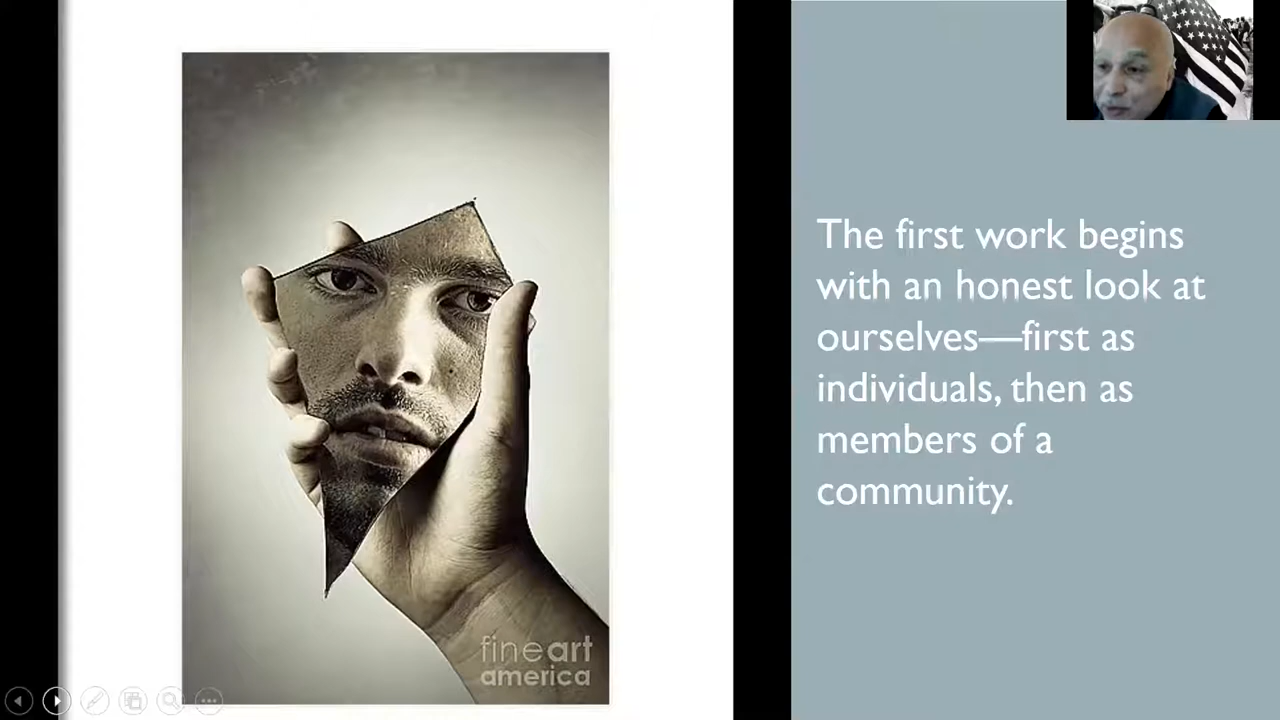 The first work begins
with an honest look at
ourselves—first as
individuals, then as
members of a
community.
fineart
america